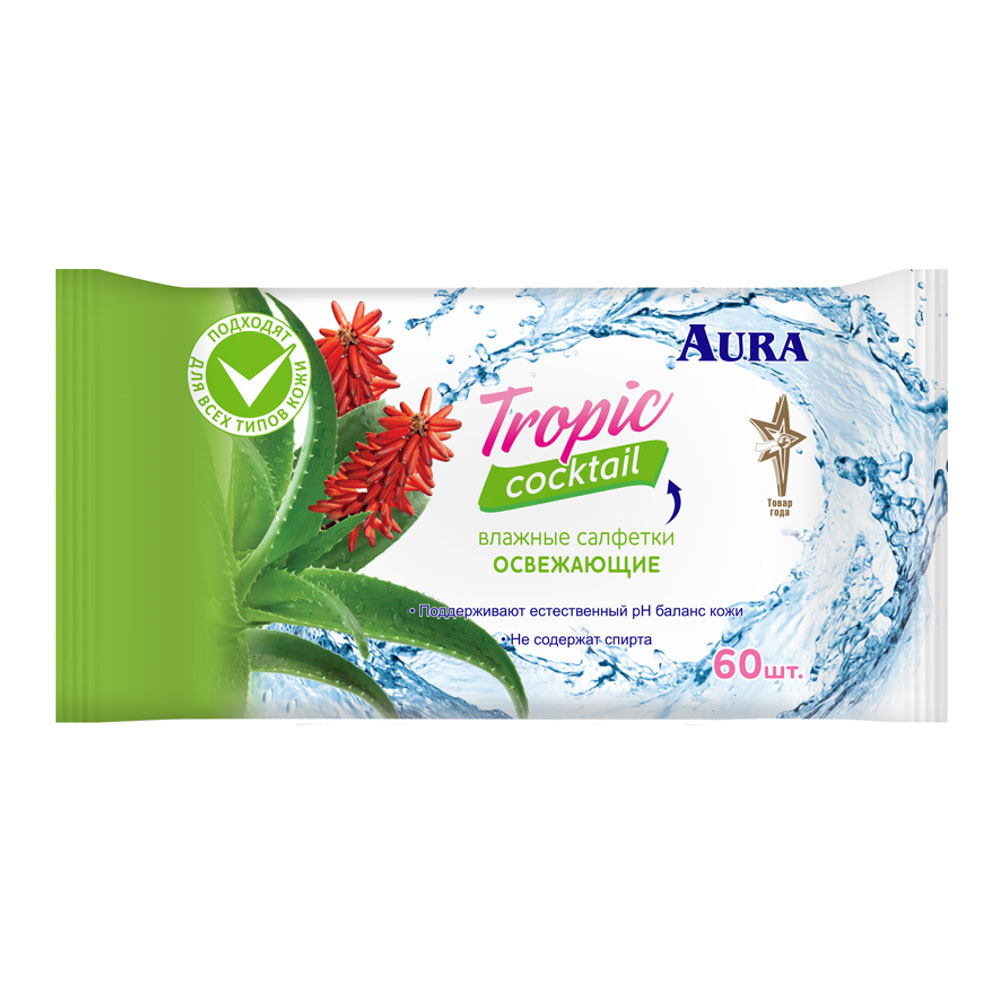 ПОДХОДЯТ
ДЛЯ ВСЕХ ТИПОВ КОЖИ
AURA
Tropic
cocktail
влажные салфетки
ОСВЕЖАЮЩИЕ
Товар
года
• Поддерживают естественный pH баланс кожи
• Не содержат спирта
60шт.